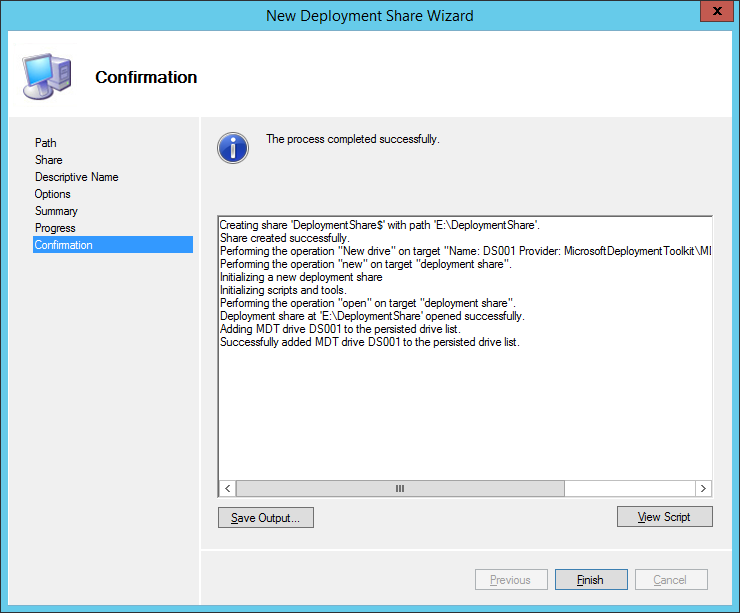 New Deployment Share Wizard
x
Confirmation
Path
Share
Descriptive Name
Options
Summary
Progress
Confirmation
The process completed successfully.
Creating share 'DeploymentShare$' with path 'E:\DeploymentShare'.
Share created successfully.
Performing the operation "New drive" on target "Name: DS001 Provider: MicrosoftDeploymentToolkit\MI
Performing the operation "new" on target "deployment share".
Initializing a new deployment share
Initializing scripts and tools.
Performing the operation "open" on target "deployment share".
Deployment share at 'E:\DeploymentShare' opened successfully.
Adding MDT drive DS001 to the persisted drive list.
Successfully added MDT drive DS001 to the persisted drive list.
Save Output...
View Script
Previous
Finish
Cancel